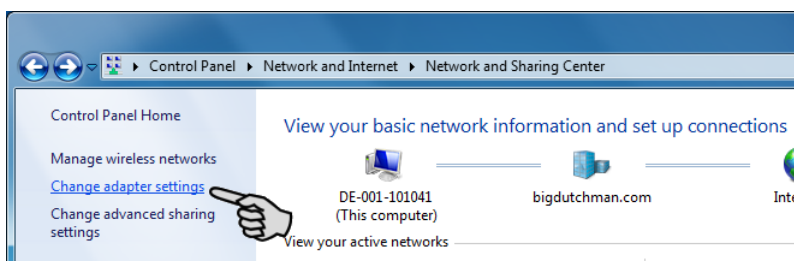 Control Panel Network and Internet Network and Sharing Center
Control Panel Home
View your basic network information and set up connections
Manage wireless networks
Change adapter settings
Change advanced sharing
settings
DE-001-101041
(This computer)
bigdutchman.com
Inte
View your active networks